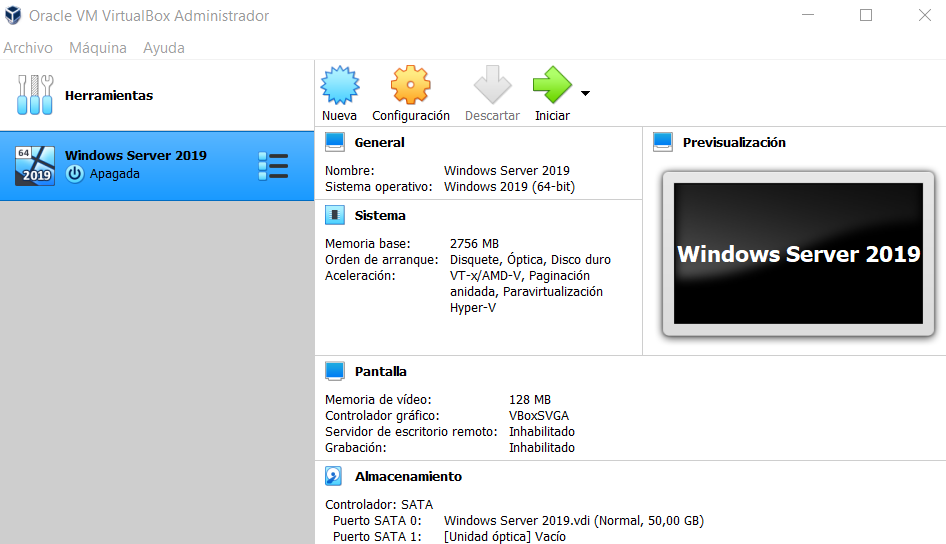 Oracle VM VirtualBox Administrador
Archivo Máquina Ayuda
Herramientas
Nueva Configuración Descartar Iniciar
64
2019
Windows Server 2019
Apagada
General
Nombre: Windows Server 2019
Sistema operativo: Windows 2019 (64-bit)
Sistema
Memoria base: 2756 MB
Orden de arranque: Disquete, Óptica, Disco duro
Aceleración: VT-x/AMD-V, Paginación
anidada, Paravirtualización
Hyper-V
Previsualización
Windows Server 2019
Pantalla
Memoria de vídeo: 128 MB
Controlador gráfico: VBoxSVGA
Servidor de escritorio remoto: Inhabilitado
Grabación: Inhabilitado
Almacenamiento
Controlador: SATA
Puerto SATA 0: Windows Server 2019.vdi (Normal, 50,00 GB)
Puerto SATA 1: [Unidad óptica] Vacío